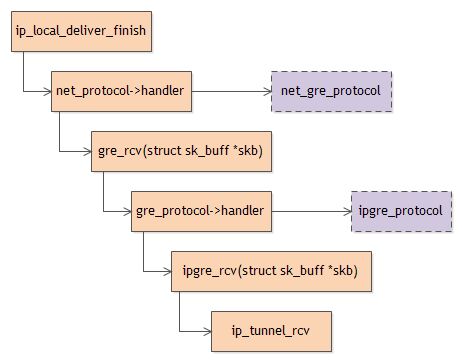 ip_local_deliver_finish
net_protocol->handler
net_gre_protocol
gre_rcv(struct sk_buff *skb)
gre_protocol->handler
ipgre_protocol
ipgre_rcv(struct sk_buff *skb)
ip_tunnel_rcv